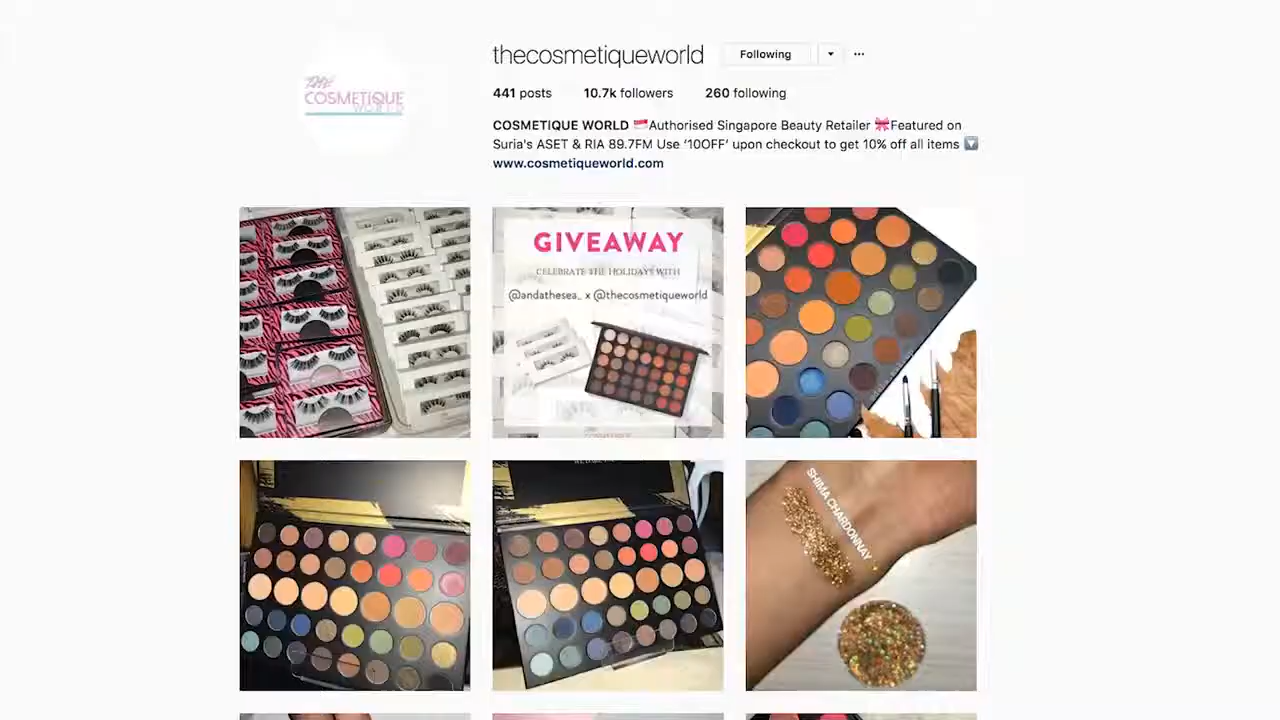 thecosmetiqueworld
Following
441 posts 10.7k followers 260 following
COSMETIQUE WORLD Authorised Singapore Beauty Retailer Featured on
Suria's ASET & RIA 89.7FM Use ‘10OFF’ upon checkout to get 10% off all items
www.cosmetiqueworld.com
THE
COSMETIQUE
WORLD
GIVEAWAY
CELEBRATE THE HOLIDAYS WITH
@andathesea_ x @thecosmetiqueworld
SHIMA CHARDONNAY